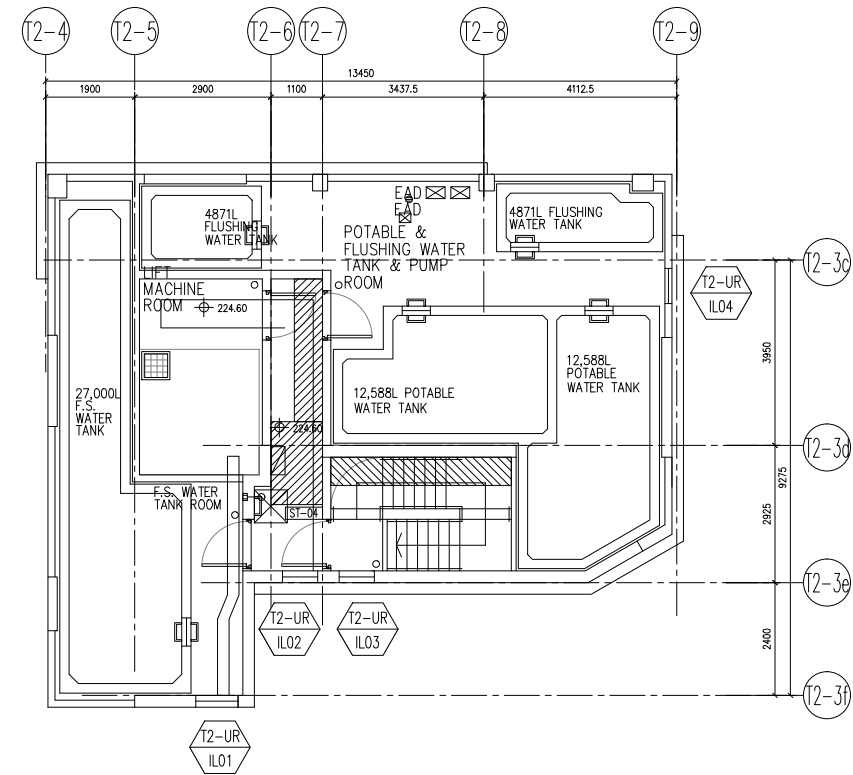 T2-4
T2-5
T2-6
T2-7
T2-8
T2-9
13450
1900
2900
1100
3437.5
4112.5
EAD
EAD
4871L
FLUSHING
WATER TANK
4871L FLUSHING
WATER TANK
POTABLE &
FLUSHING WATER
TANK & PUMP
ROOM
T2-3c
LIFT
MACHINE
ROOM
224.60
T2-UR
IL04
3950
12,588L
POTABLE
WATER TANK
12,588L POTABLE
WATER TANK
27,000L
F.S.
WATER
TANK
224.60
T2-3d
9275
F.S. WATER
TANK ROOM
ST-04
2925
T2-3e
T2-UR
IL02
T2-UR
IL03
2400
T2-3f
T2-UR
IL01